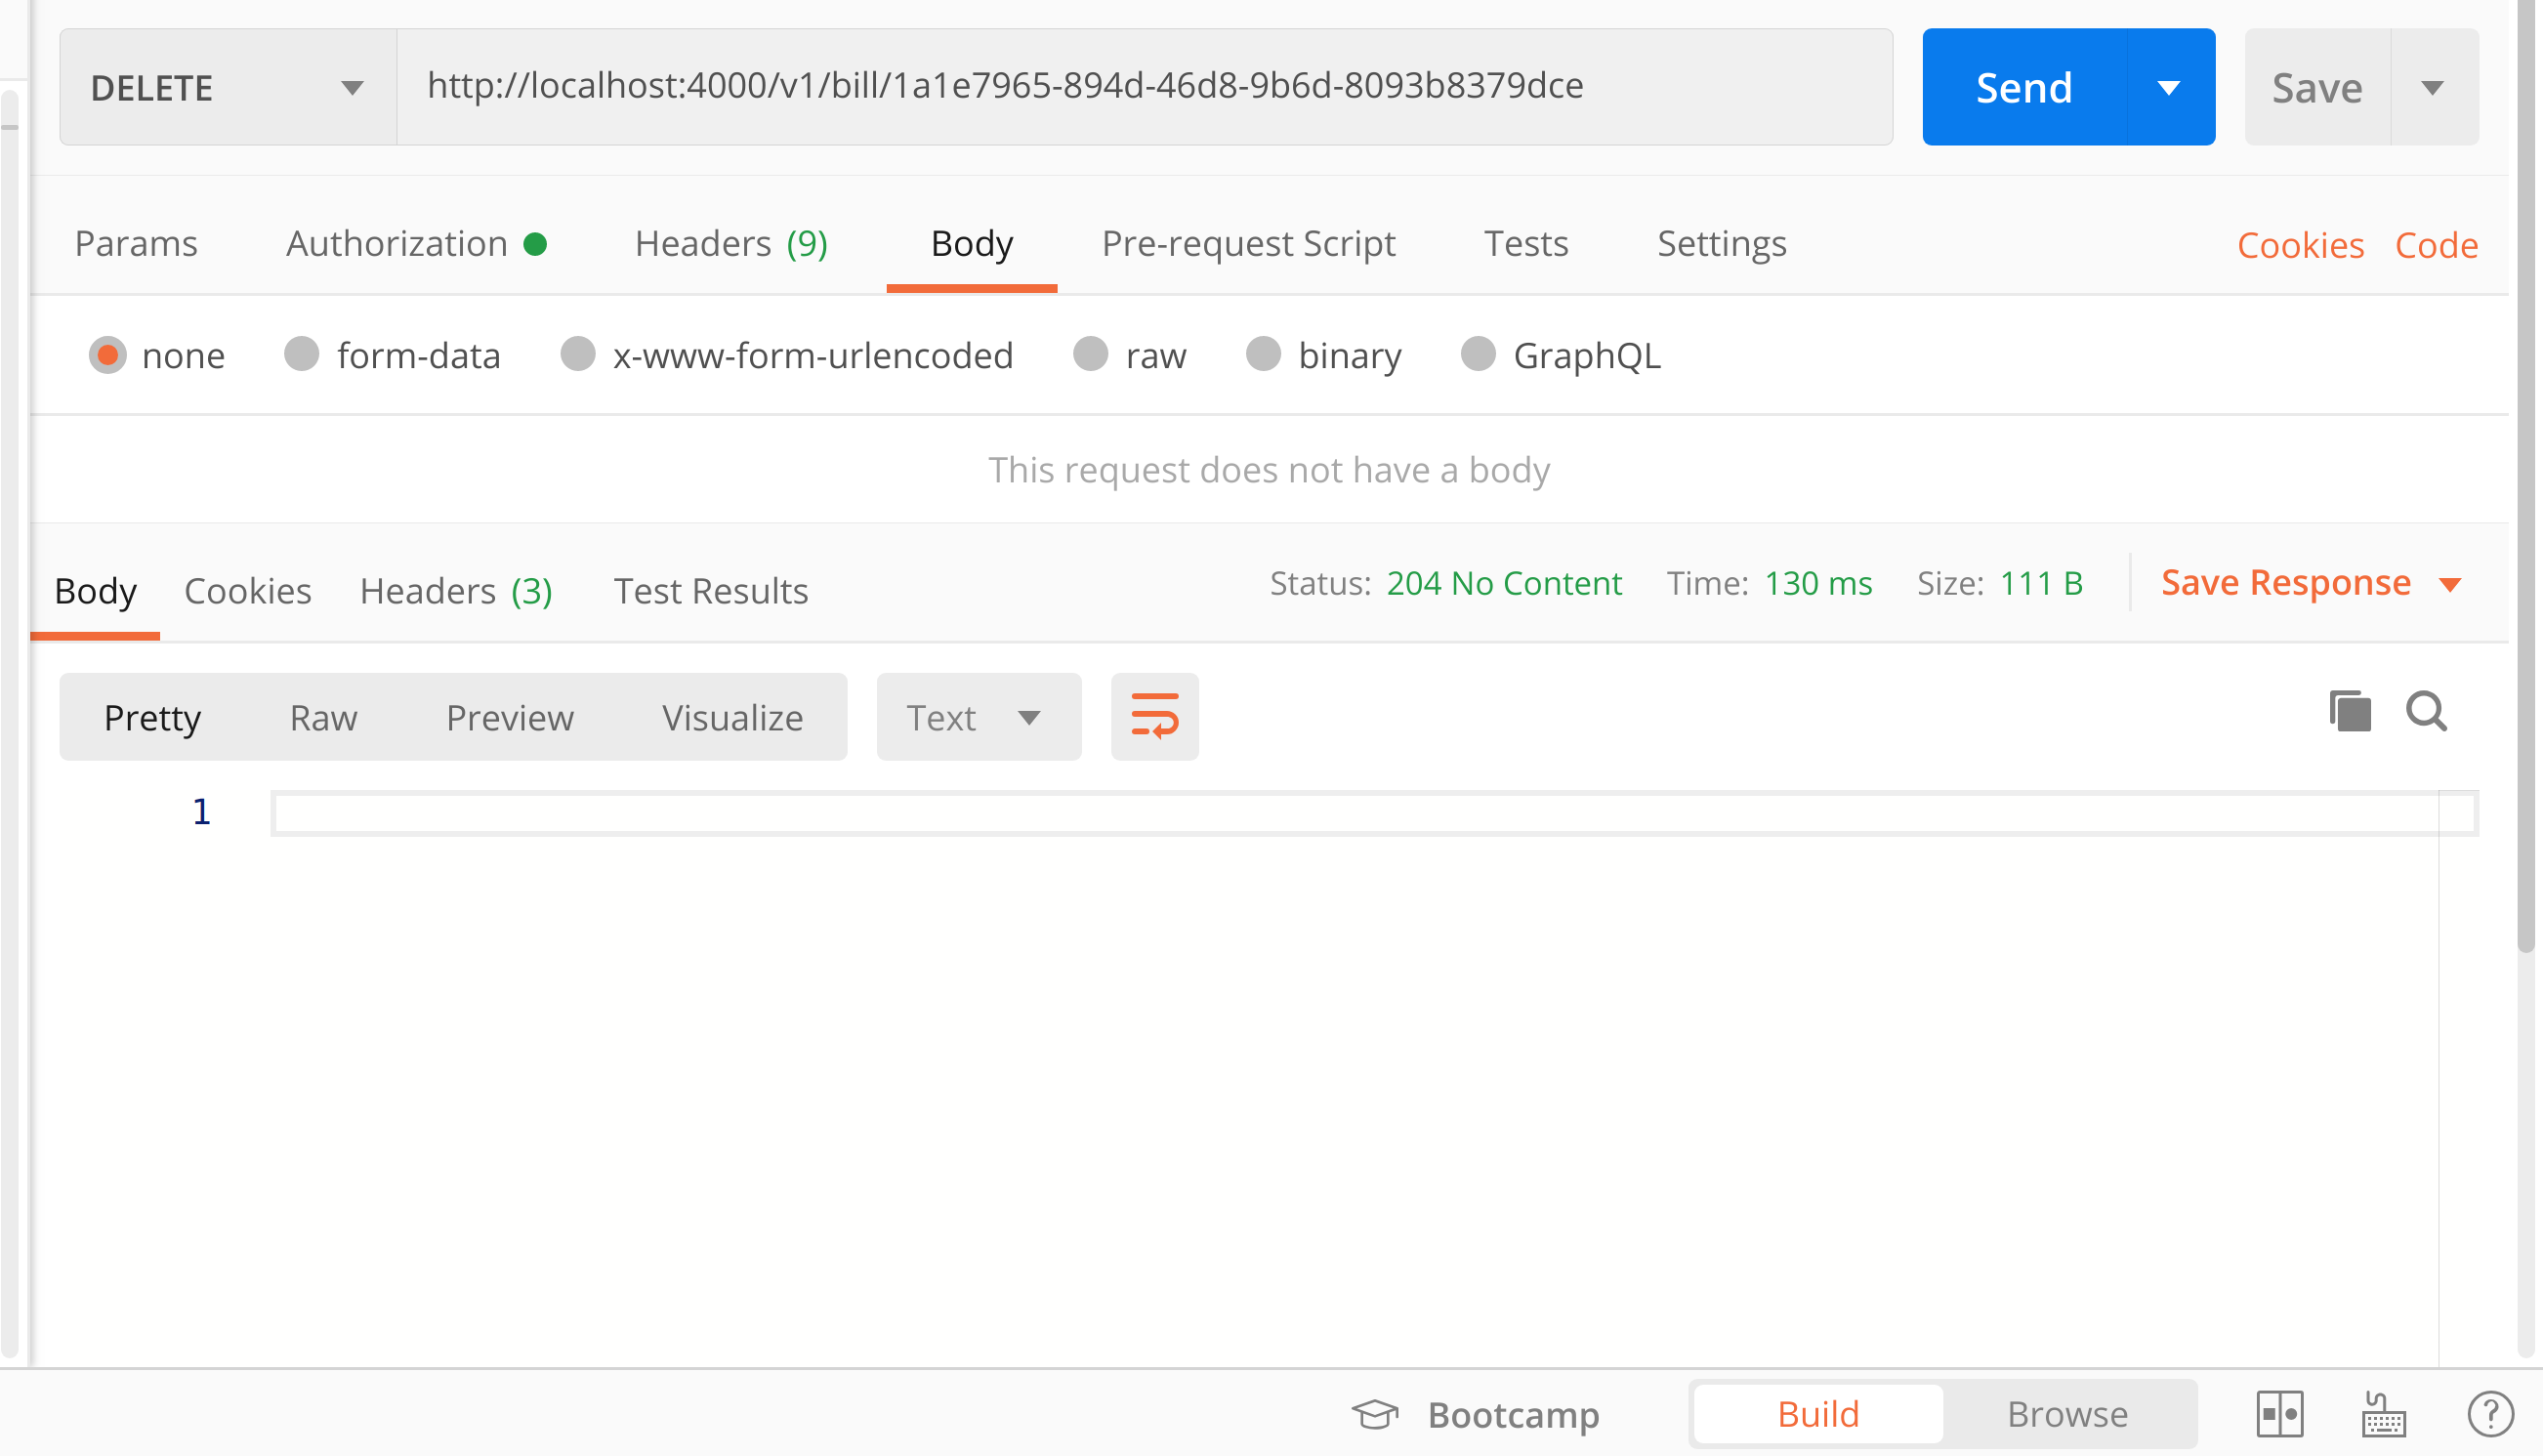 DELETE http://localhost:4000/v1/bill/1a1e7965-894d-46d8-9b6d-8093b8379dce Send Save
Params Authorization Headers (9) Body Pre-request Script Tests Settings Cookies Code
none form-data x-www-form-urlencoded raw binary GraphQL
This request does not have a body
Body Cookies Headers (3) Test Results Status: 204 No Content Time: 130 ms Size: 111 B Save Response
Pretty Raw Preview Visualize Text
1
Bootcamp Build Browse ?